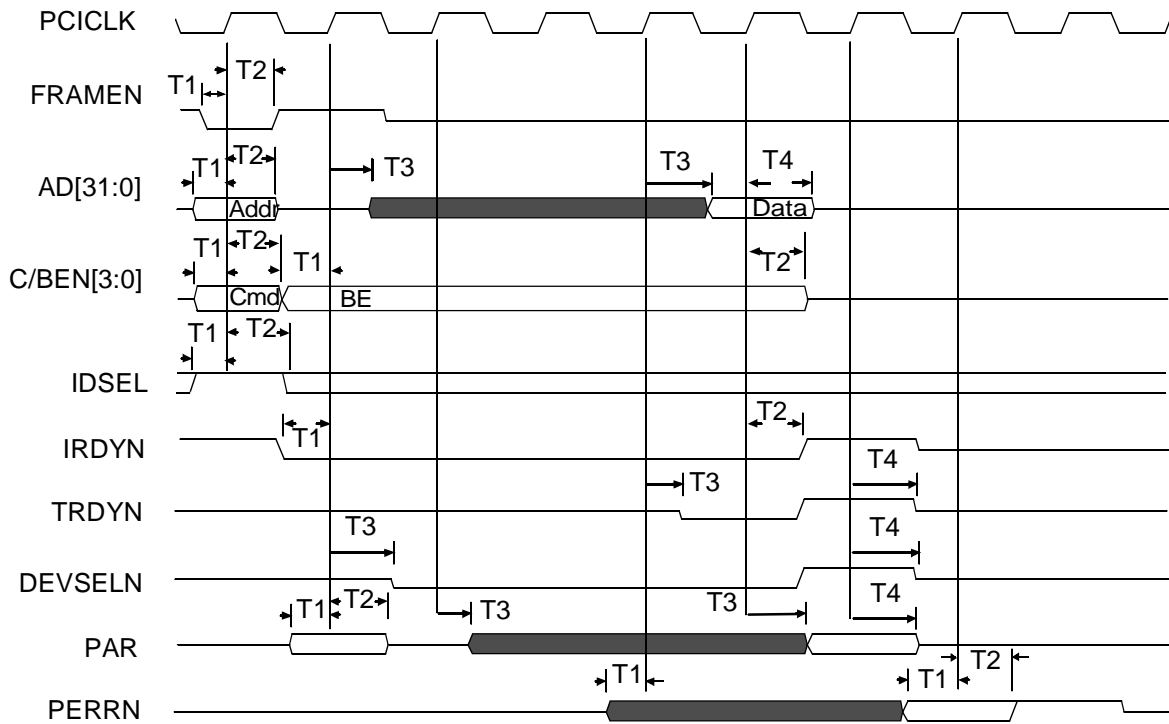 PCICLK
T1 T2
FRAMEN
T1 T2 T3 T3 T4
AD[31:0]
Addr Data
T1 T2 T1 T2
C/BEN[3:0]
Cmd BE
T1 T2
IDSEL
T1 T2
IRDYN
T3 T4
TRDYN
T3 T4
DEVSELN
T1 T2 T3 T3 T4
PAR
T1 T1 T2
PERRN